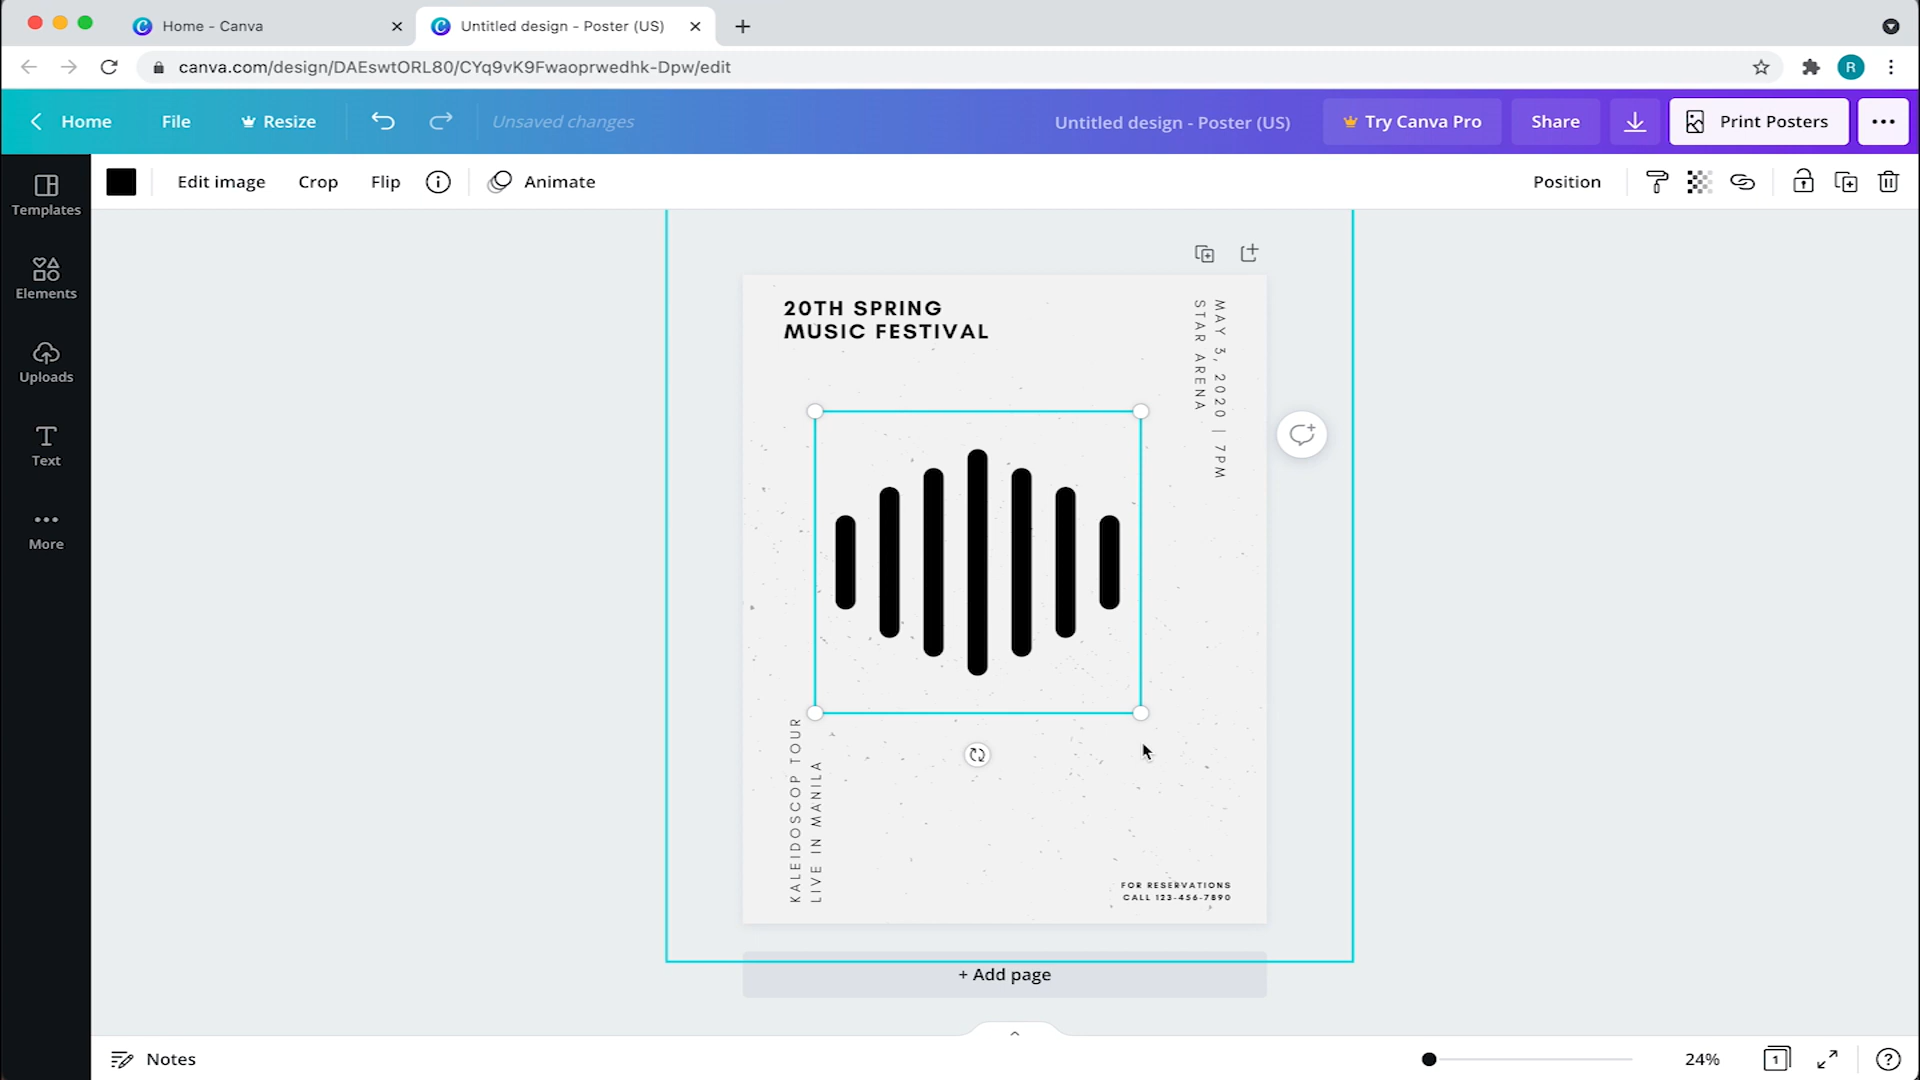 Home - Canva
Untitled design - Poster (US)
canva.com/design/DAEswtORL80/CYq9vK9Fwaoprwedhk-Dpw/edit
R
Home
File
Resize
Unsaved changes
Untitled design - Poster (US)
Try Canva Pro
Share
Print Posters
Edit image
Crop
Flip
Animate
Position
Templates
Elements
Uploads
Text
More
20TH SPRING
MUSIC FESTIVAL
MAY 3, 2020 | 7PM
STAR ARENA
KALEIDOSCOP TOUR
LIVE IN MANILA
FOR RESERVATIONS
CALL 123-456-7890
+ Add page
Notes
24%
1